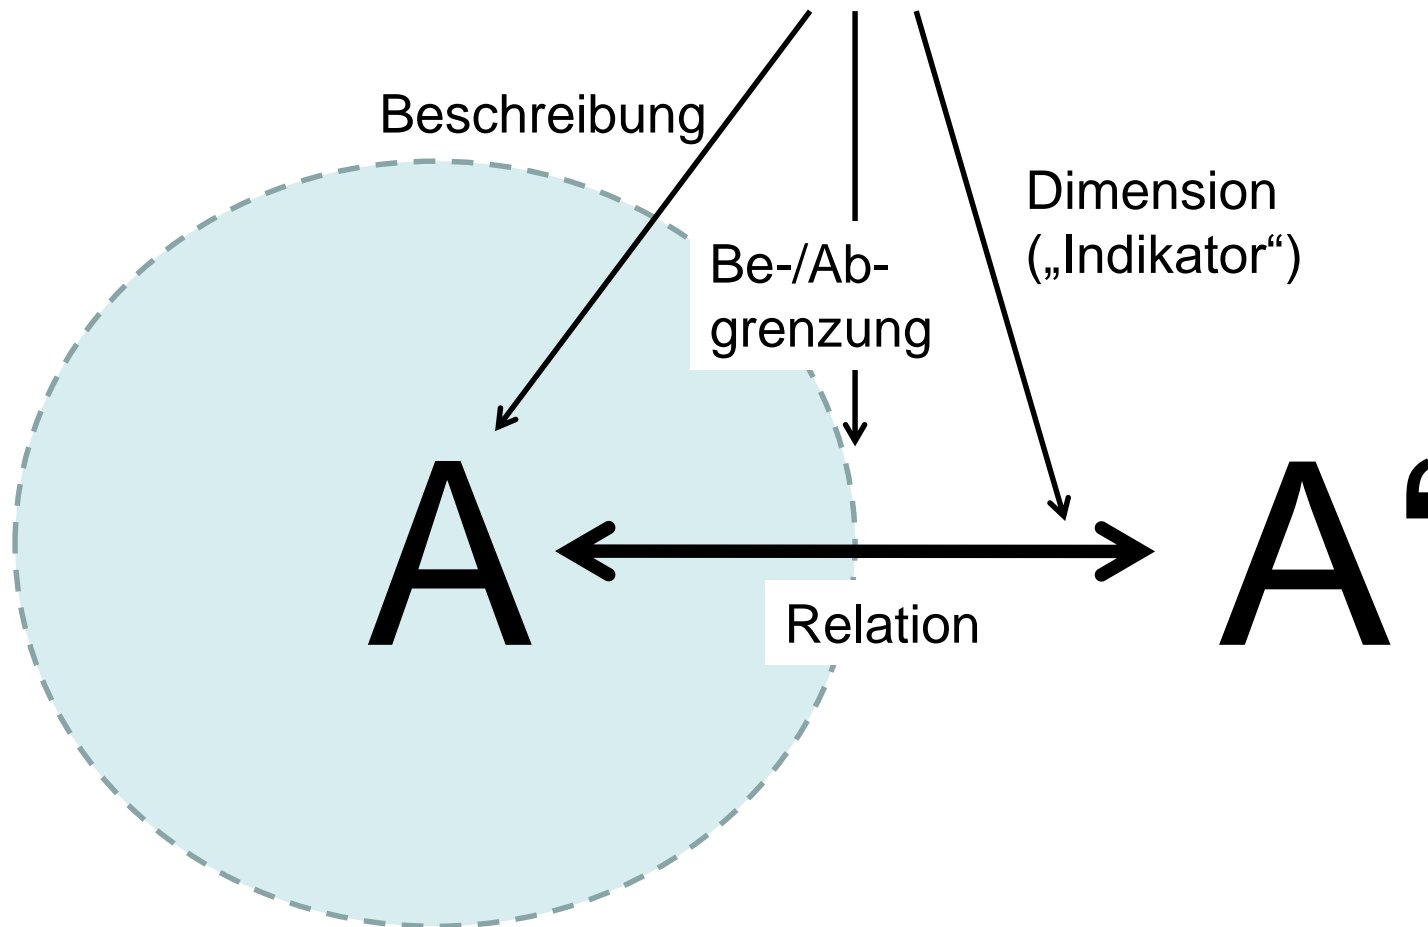 Beschreibung
Dimension
(„Indikator“)
Be-/Ab-
grenzung
A
A‘
Relation